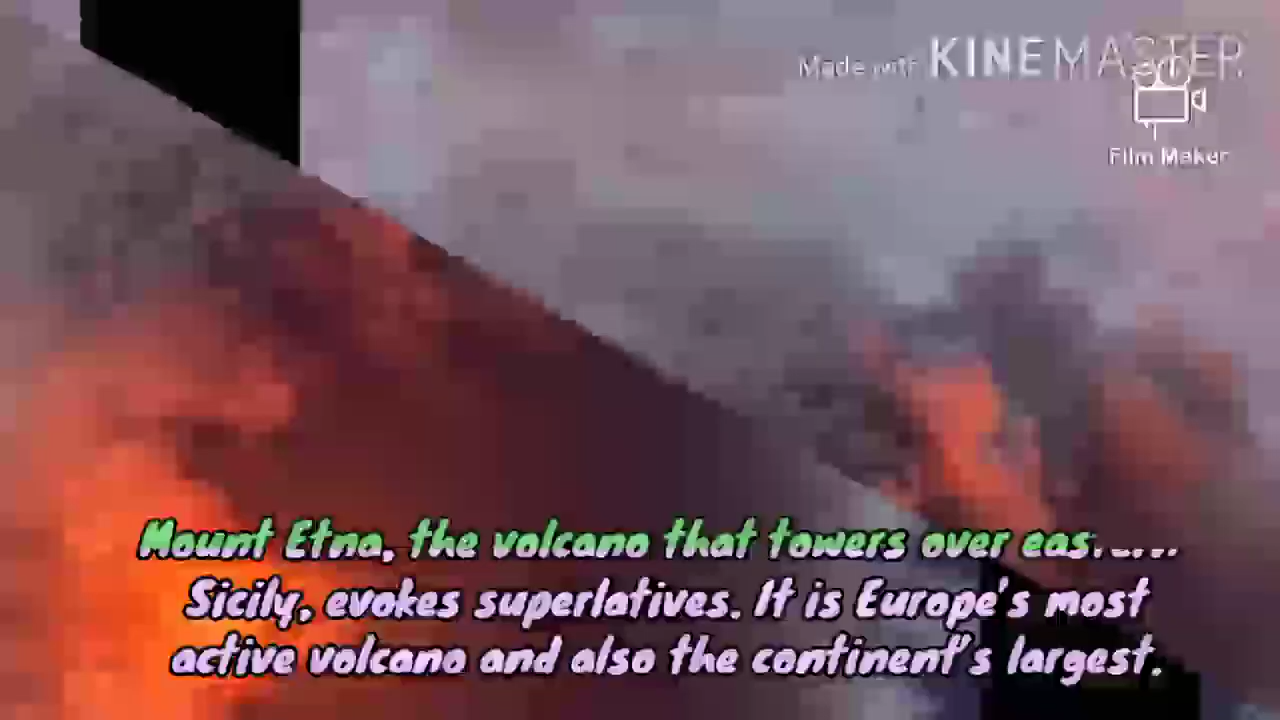 Made with KINEMASTER
Film Maker
Mount Etna, the volcano that towers over
Sicily, evokes superlatives. It is Europe's most
active volcano and also the continent's largest.